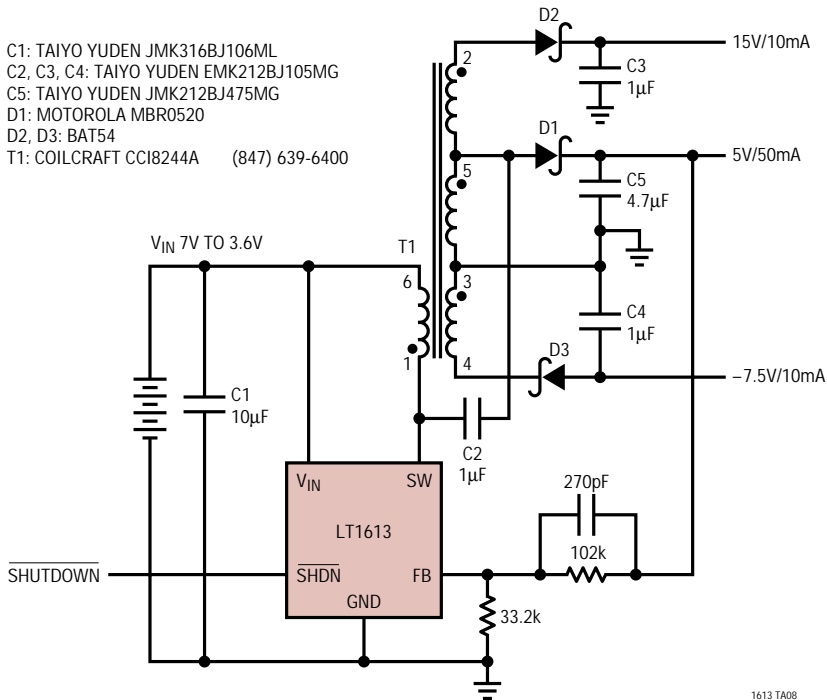 C1: TAIYO YUDEN JMK316BJ106ML
C2, C3, C4: TAIYO YUDEN EMK212BJ105MG
C5: TAIYO YUDEN JMK212BJ475MG
D1: MOTOROLA MBR0520
D2, D3: BAT54
T1: COILCRAFT CCI8244A (847) 639-6400
D2
15V/10mA
2
C3
1µF
D1
5V/50mA
5
C5
4.7µF
VIN 7V TO 3.6V
T1
6
3
C4
1µF
1
4
D3
–7.5V/10mA
C1
10µF
C2
1µF
VIN
SW
270pF
LT1613
102k
SHUTDOWN
SHDN
FB
GND
33.2k
1613 TA08